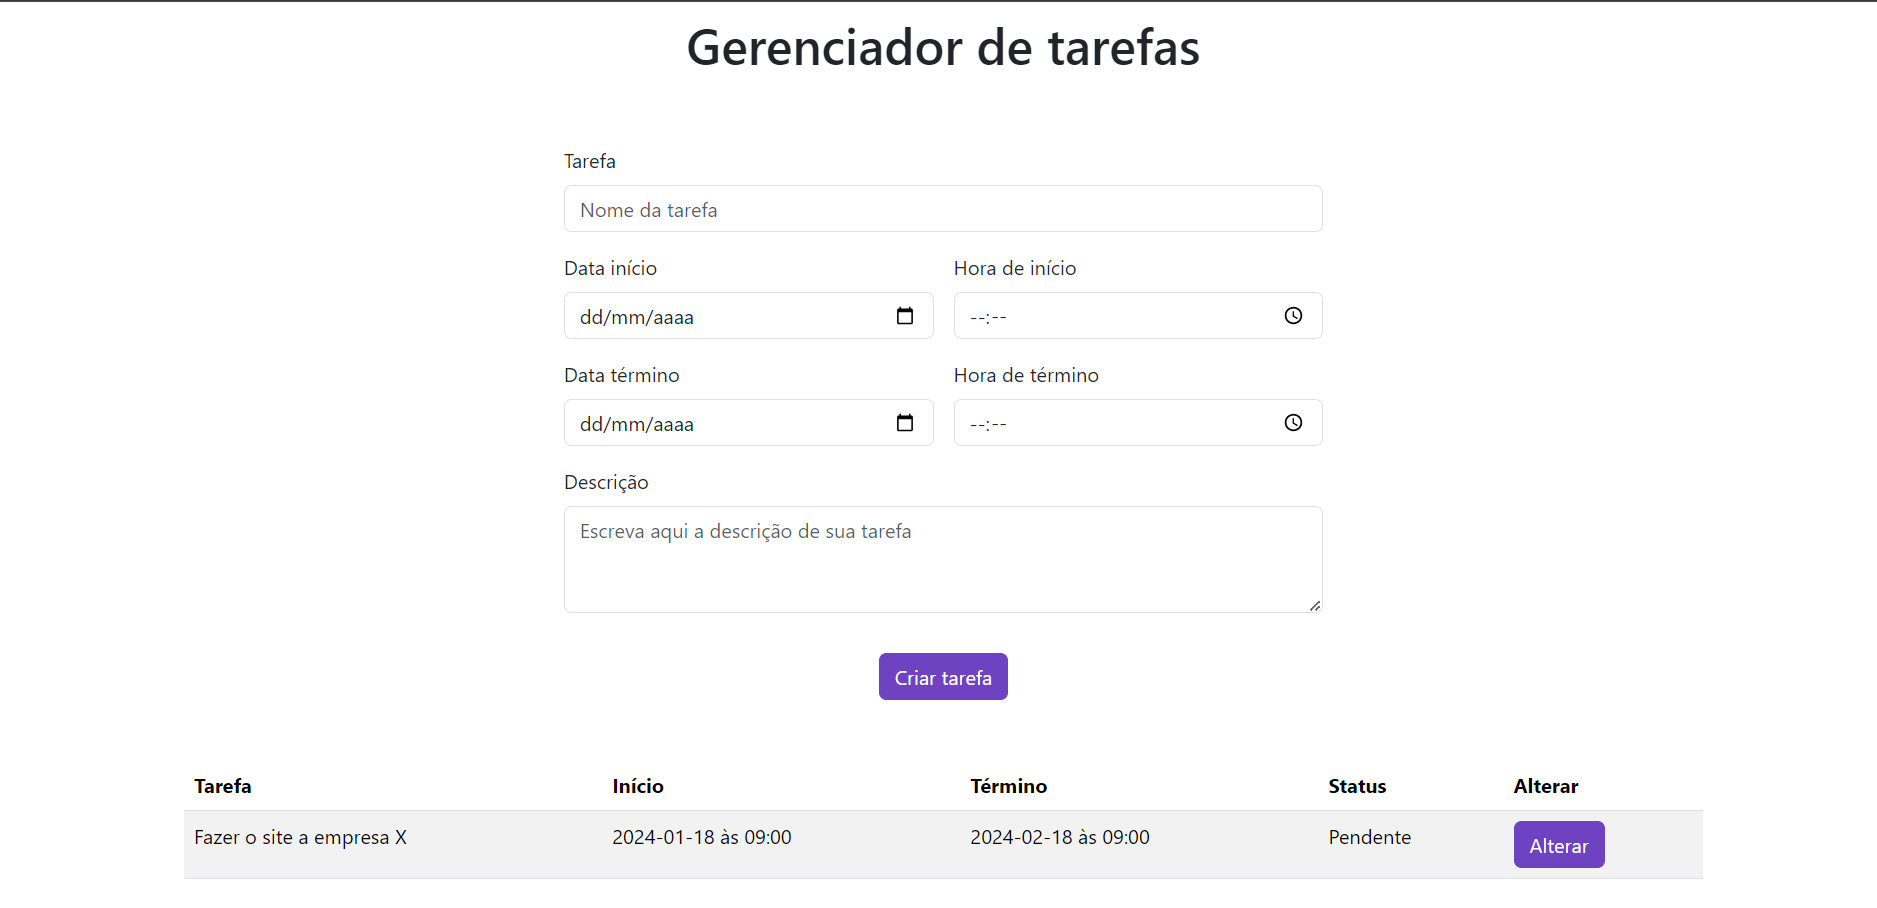 Gerenciador de tarefas
Tarefa
Nome da tarefa
Data início Hora de início
dd/mm/aaaa --:--
Data término Hora de término
dd/mm/aaaa --:--
Descrição
Escreva aqui a descrição de sua tarefa
Criar tarefa
Tarefa Início Término Status Alterar
Fazer o site a empresa X 2024-01-18 às 09:00 2024-02-18 às 09:00 Pendente Alterar